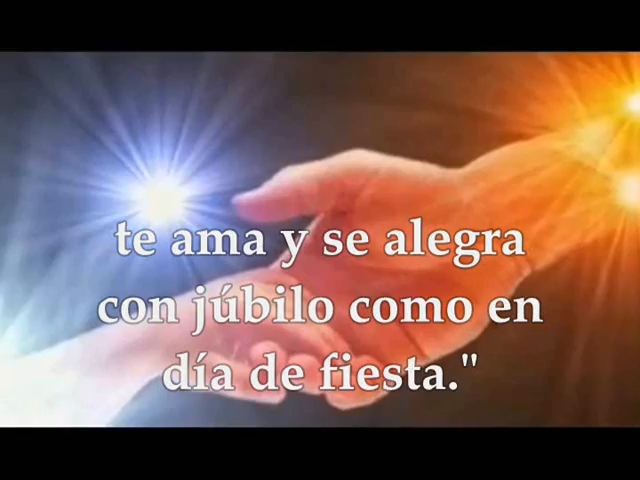 te ama y se alegra
con júbilo como en
día de fiesta."